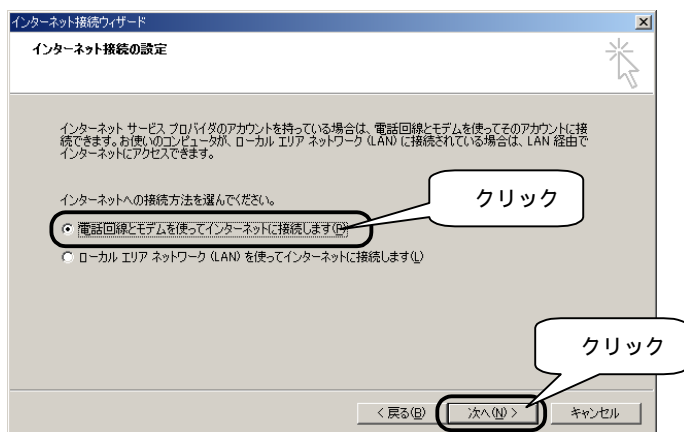 インターネット接続ウィザード
インターネット接続の設定
インターネット サービス プロバイダのアカウントを持っている場合は、電話回線とモデムを使ってそのアカウントに接
続できます。お使いのコンピュータが、ローカル エリア ネットワーク (LAN) に接続されている場合は、LAN 経由で
インターネットにアクセスできます。
インターネットへの接続方法を選んでください。
クリック
電話回線とモデムを使ってインターネットに接続します(P)
ローカル エリア ネットワーク (LAN) を使ってインターネットに接続します(L)
クリック
< 戻る(B) 次へ(N) > キャンセル